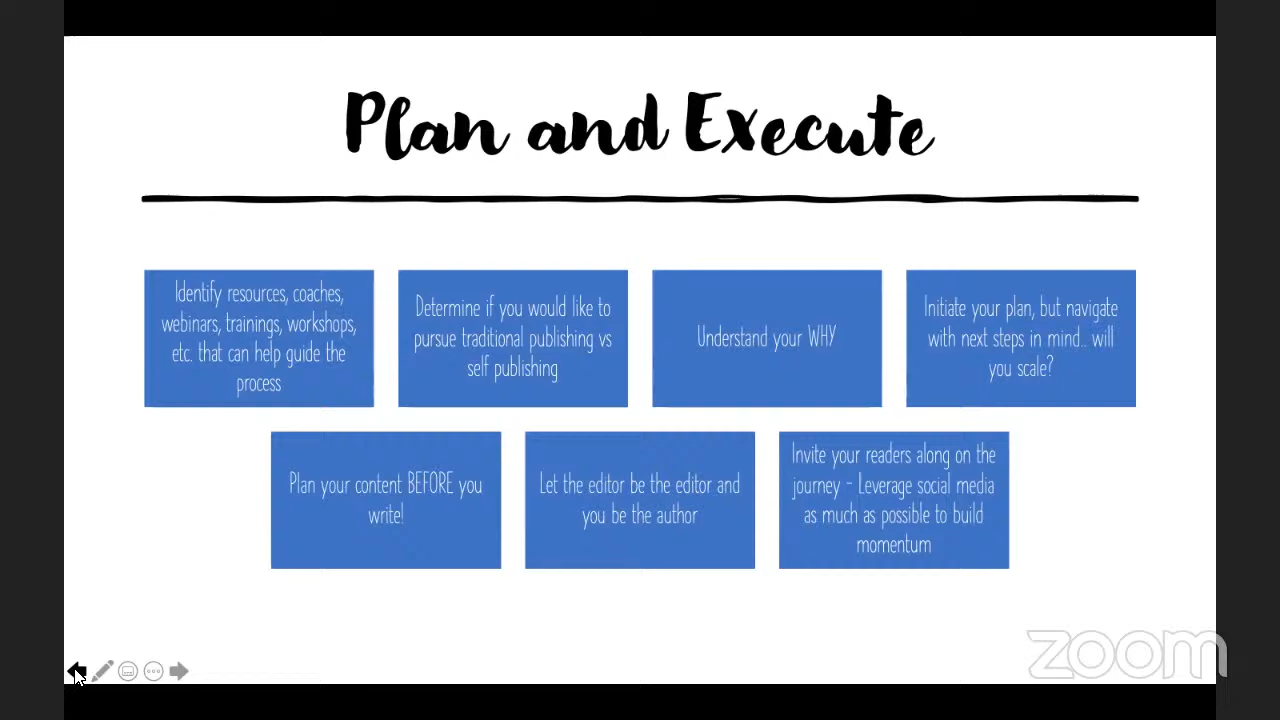 Plan and Execute
Identify resources, coaches,
webinars, trainings, workshops,
etc. that can help guide the
process
Determine if you would like to
pursue traditional publishing vs
self publishing
Understand your WHY
Initiate your plan, but navigate
with next steps in mind.. will
you scale?
Plan your content BEFORE you
write!
Let the editor be the editor and
you be the author
Invite your readers along on the
journey - Leverage social media
as much as possible to build
momentum
zoom